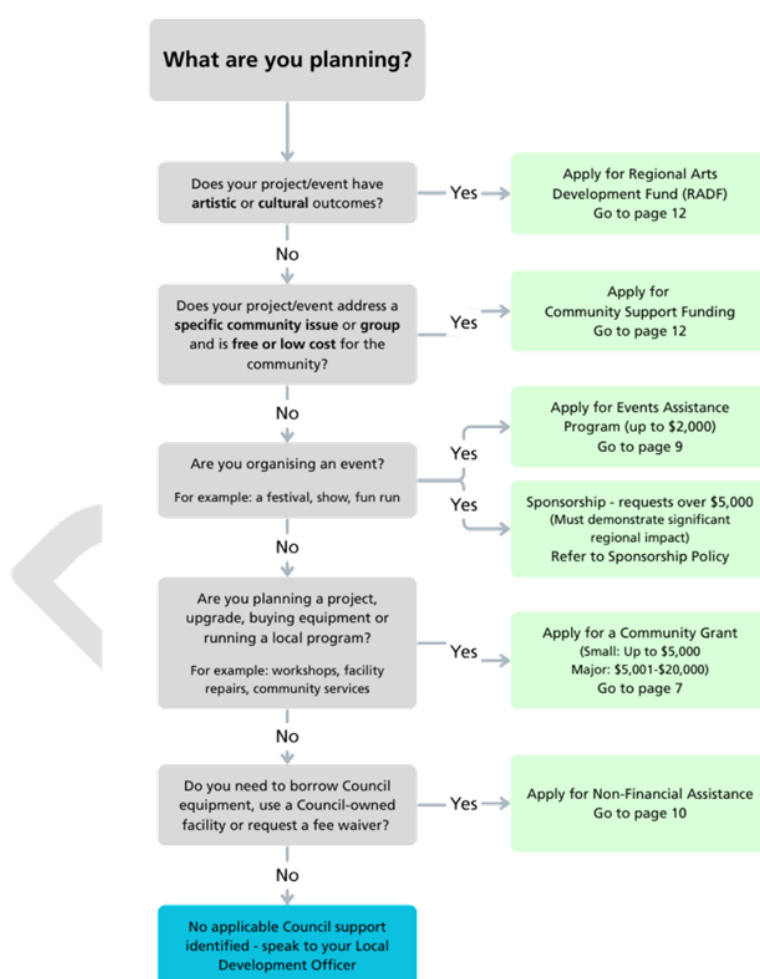 What are you planning?
Does your project/event have
artistic or cultural outcomes?
Yes
Apply for Regional Arts
Development Fund (RADF)
Go to page 12
No
Does your project/event address a
specific community issue or group
and is free or low cost for the
community?
Yes
Apply for
Community Support Funding
Go to page 12
No
Are you organising an event?
For example: a festival, show, fun run
Yes
Apply for Events Assistance
Program (up to $2,000)
Go to page 9
Yes
Sponsorship - requests over $5,000
(Must demonstrate significant
regional impact)
Refer to Sponsorship Policy
No
Are you planning a project,
upgrade, buying equipment or
running a local program?
For example: workshops, facility
repairs, community services
Yes
Apply for a Community Grant
(Small: Up to $5,000
Major: $5,001-$20,000)
Go to page 7
No
Do you need to borrow Council
equipment, use a Council-owned
facility or request a fee waiver?
Yes
Apply for Non-Financial Assistance
Go to page 10
No
No applicable Council support
identified - speak to your Local
Development Officer